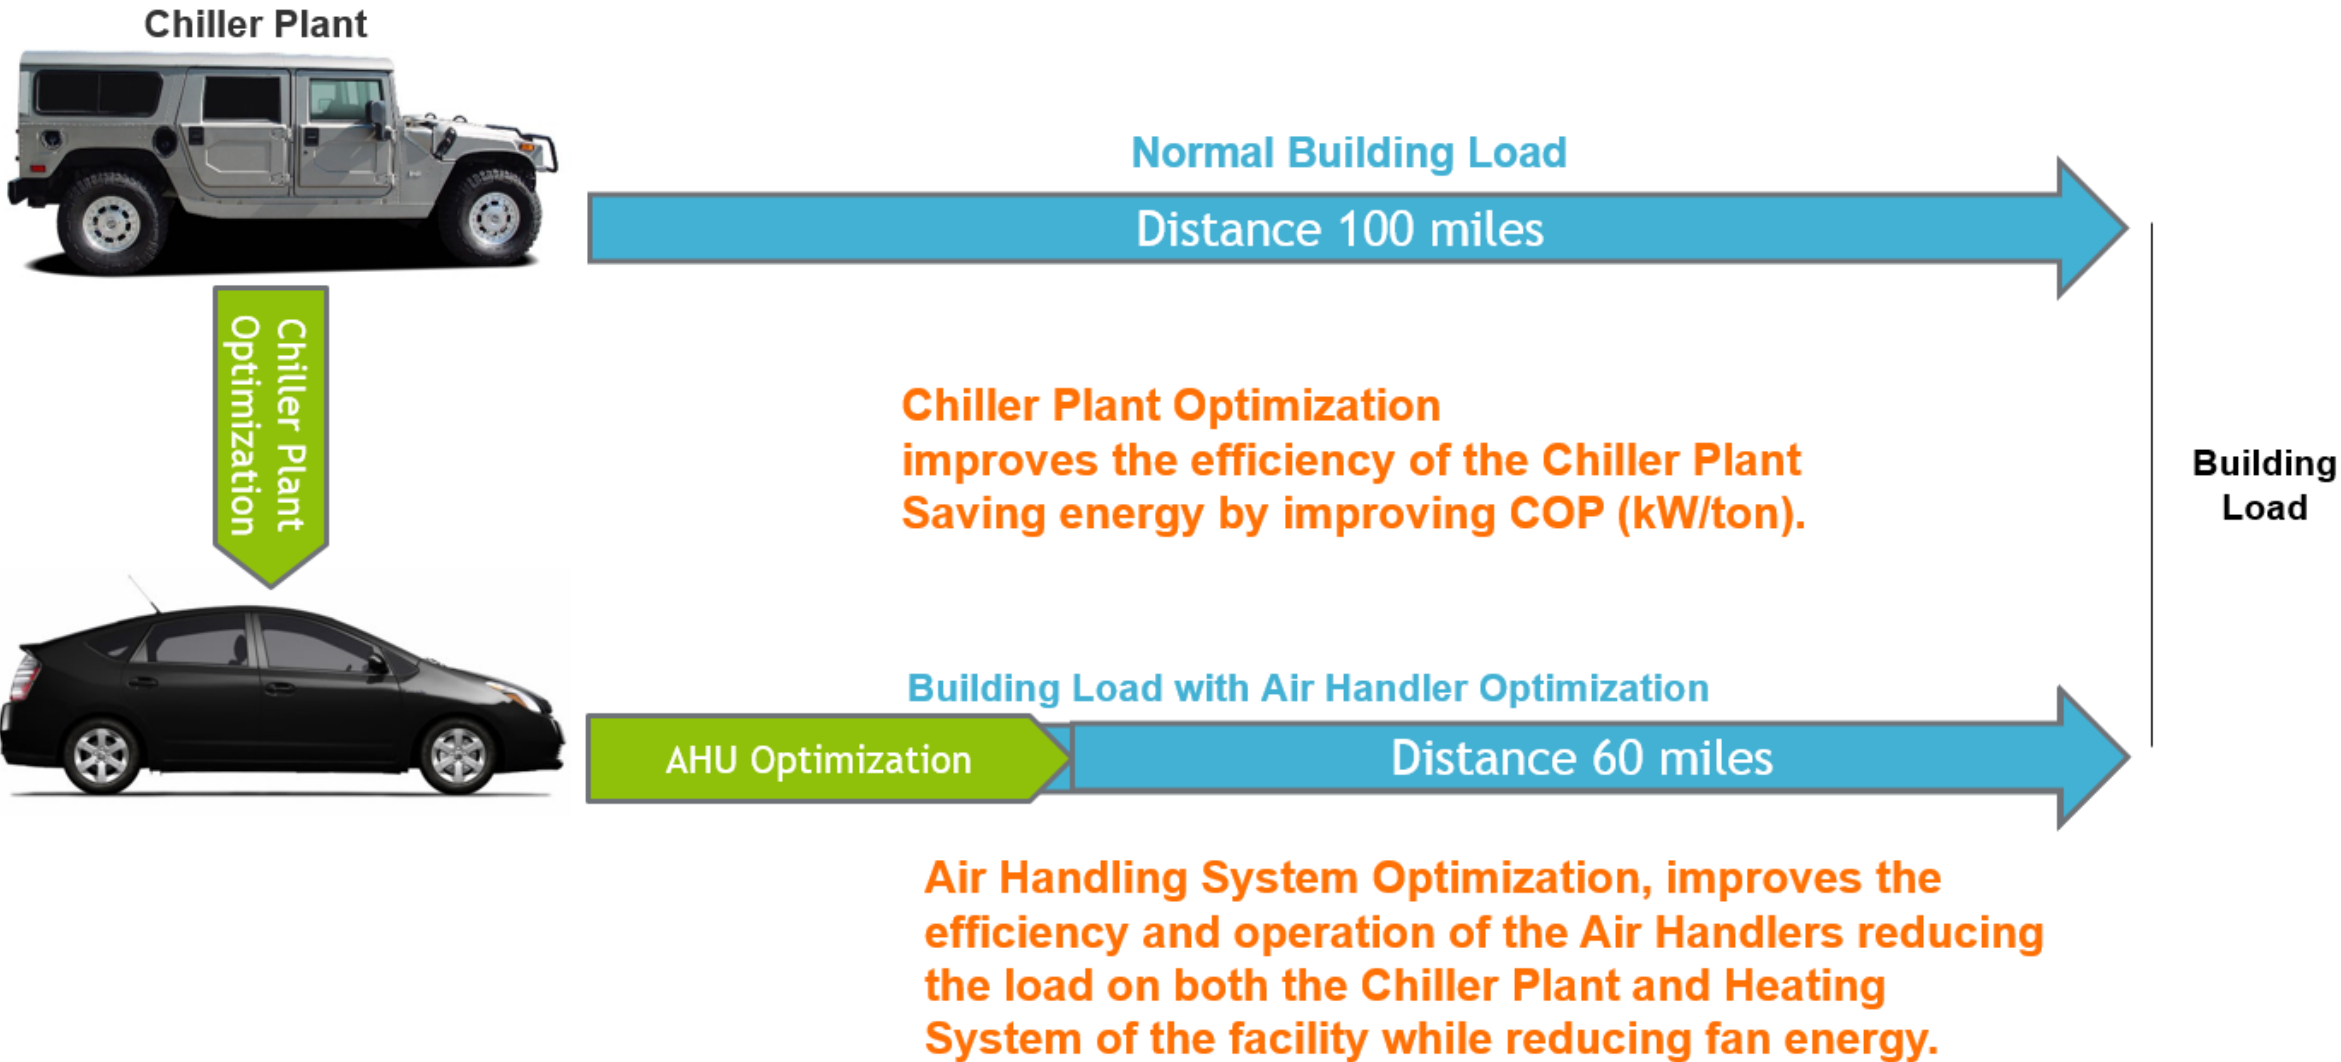 Chiller Plant
Normal Building Load
Distance 100 miles
Chiller Plant
Optimization
Chiller Plant Optimization
improves the efficiency of the Chiller Plant
Saving energy by improving COP (kW/ton).
Building
Load
Building Load with Air Handler Optimization
AHU Optimization
Distance 60 miles
Air Handling System Optimization, improves the
efficiency and operation of the Air Handlers reducing
the load on both the Chiller Plant and Heating
System of the facility while reducing fan energy.